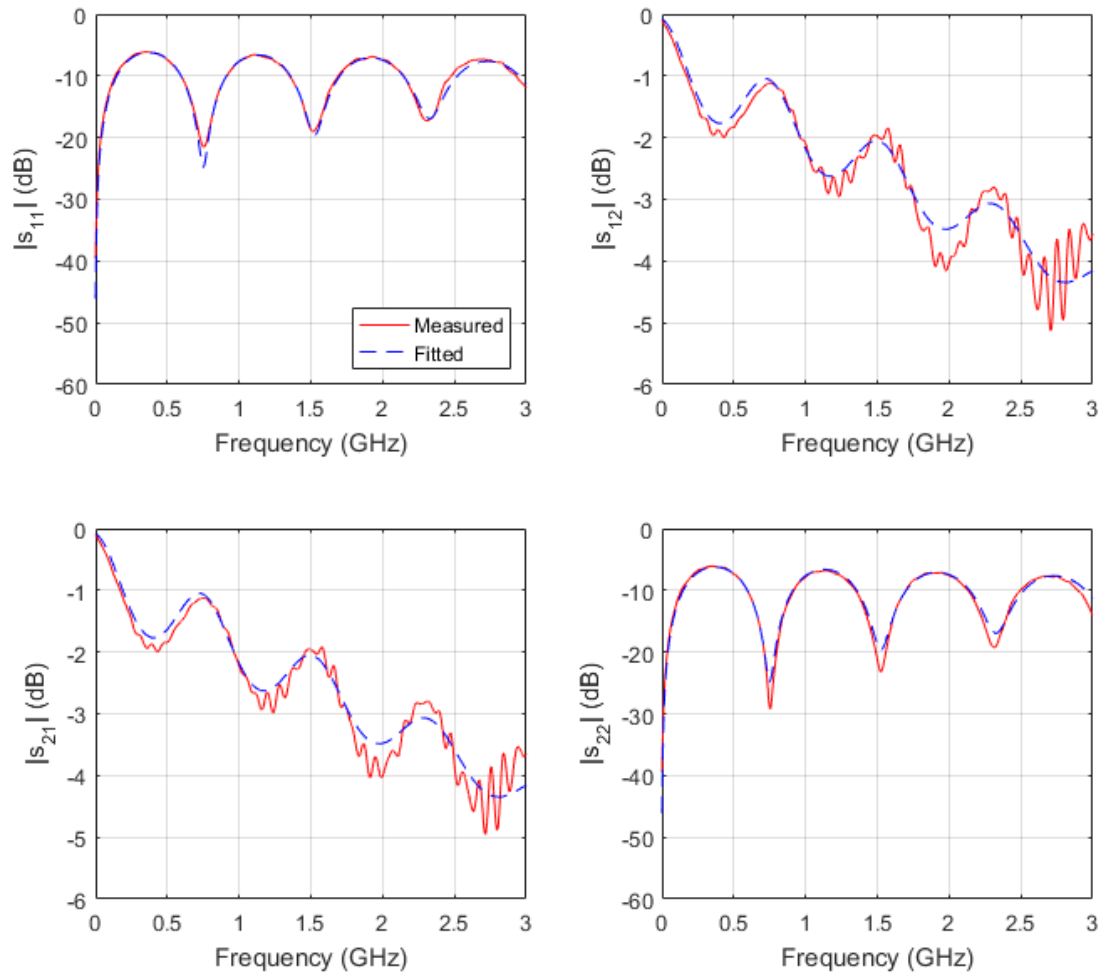 0
-10
-20
-30
-40
-50
-60
|s11| (dB)
Measured
Fitted
0 0.5 1 1.5 2 2.5 3
Frequency (GHz)
0
-1
-2
-3
-4
-5
-6
|s12| (dB)
0 0.5 1 1.5 2 2.5 3
Frequency (GHz)
0
-1
-2
-3
-4
-5
-6
|s21| (dB)
0 0.5 1 1.5 2 2.5 3
Frequency (GHz)
0
-10
-20
-30
-40
-50
-60
|s22| (dB)
0 0.5 1 1.5 2 2.5 3
Frequency (GHz)